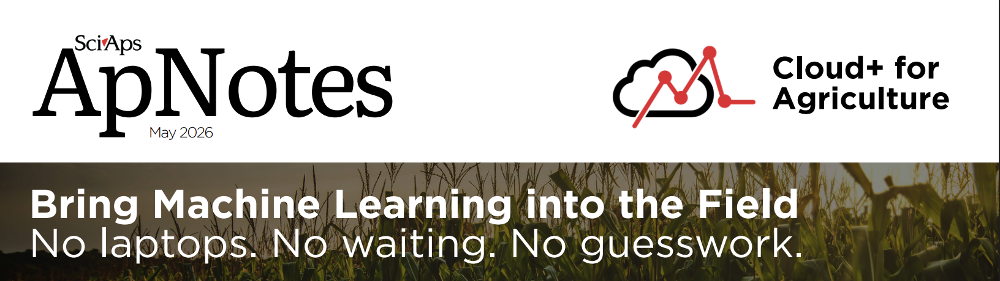 SciAps
ApNotes
May 2026
Cloud+ for
Agriculture
Bring Machine Learning into the Field
No laptops. No waiting. No guesswork.